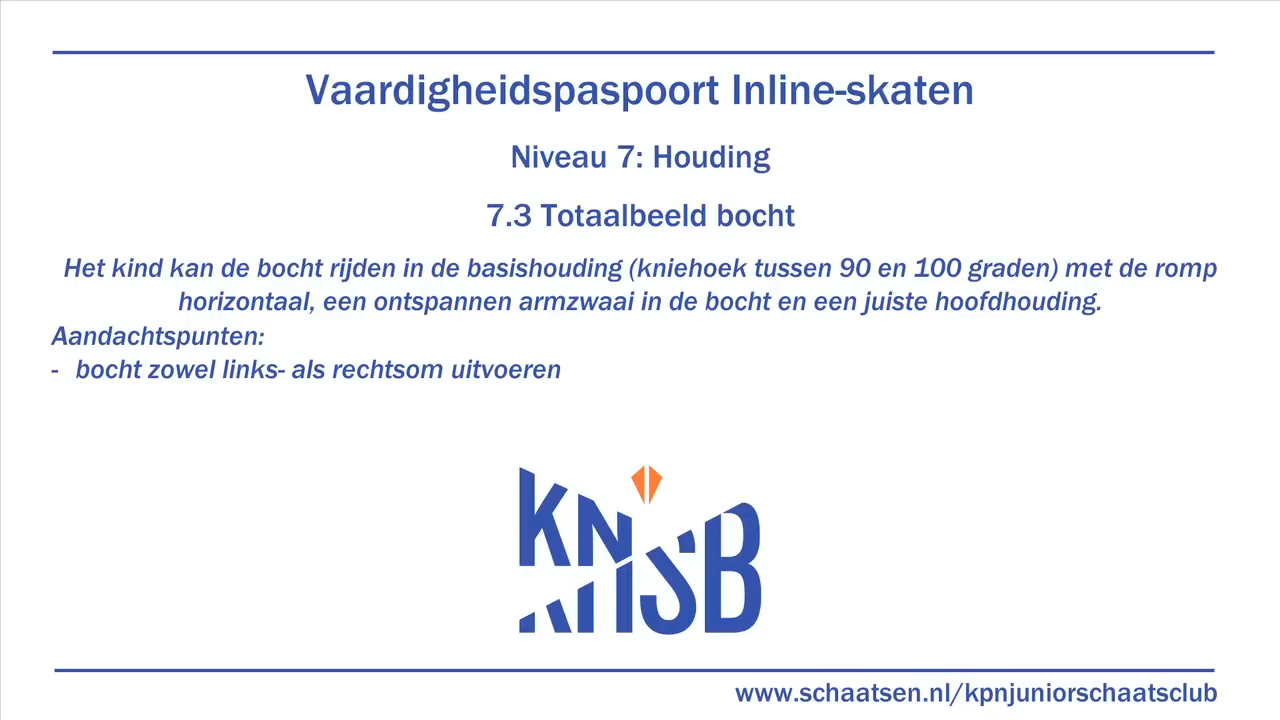 Vaardigheidspaspoort Inline-skaten
Niveau 7: Houding
7.3 Totaalbeeld bocht
Het kind kan de bocht rijden in de basishouding (kniehoek tussen 90 en 100 graden) met de romp
horizontaal, een ontspannen armzwaai in de bocht en een juiste hoofdhouding.
Aandachtspunten:
- bocht zowel links- als rechtsom uitvoeren
KNSB
www.schaatsen.nl/kpnjuniorschaatsclub